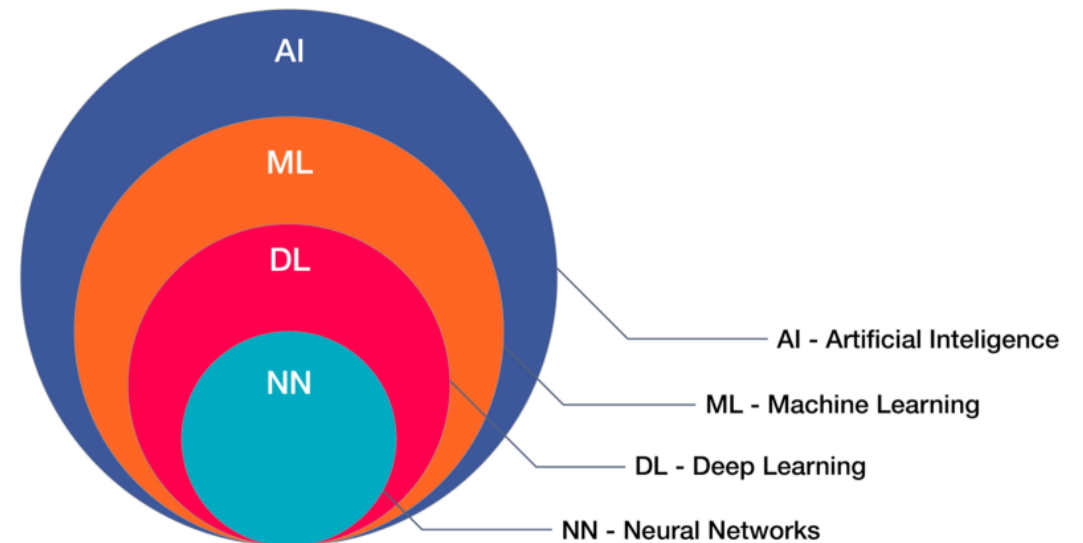 AI
ML
DL
NN
AI - Artificial Inteligence
ML - Machine Learning
DL - Deep Learning
NN - Neural Networks